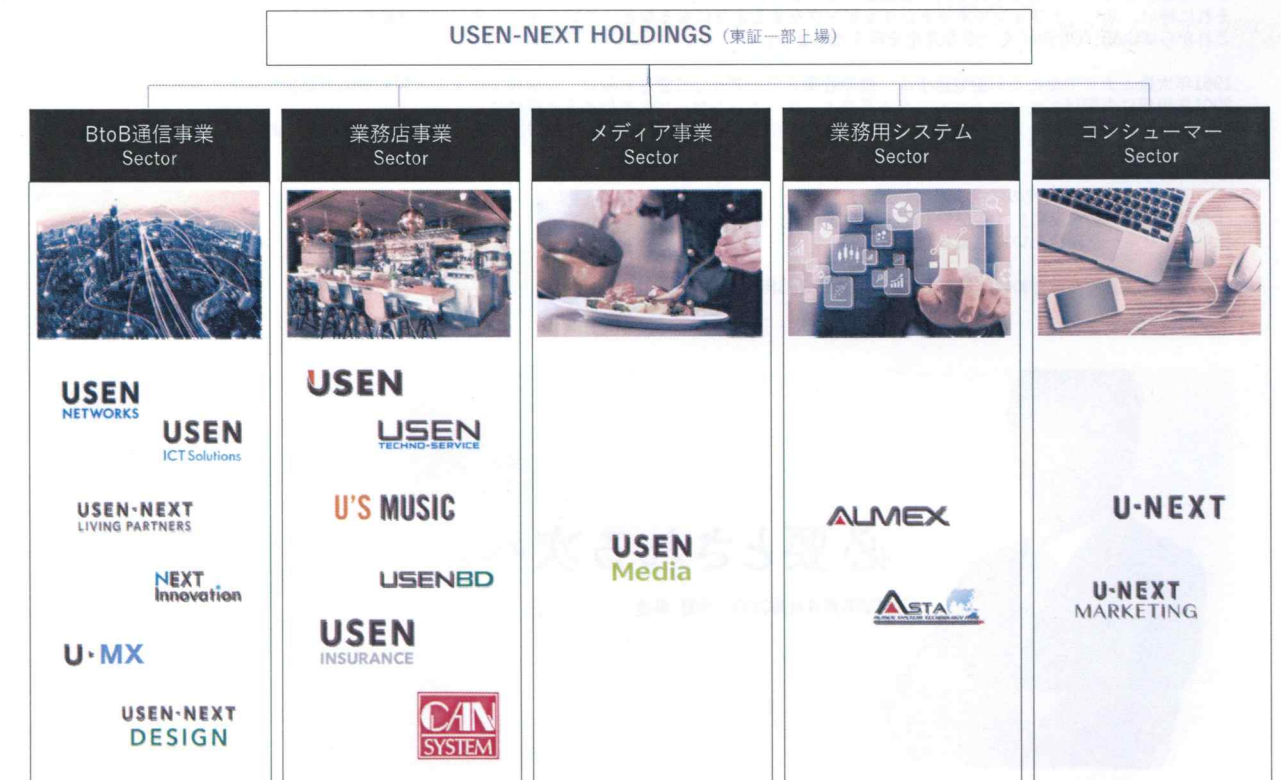 USEN-NEXT HOLDINGS (東証一部上場)
BtoB通信事業
Sector
業務店事業
Sector
メディア事業
Sector
業務用システム
Sector
コンシューマー
Sector
USEN
NETWORKS
USEN
ICT Solutions
USEN-NEXT
LIVING PARTNERS
NEXT
Innovation
U-MX
USEN-NEXT
DESIGN
USEN
USEN
TECHNO-SERVICE
U'S MUSIC
USENBD
USEN
INSURANCE
CAN
SYSTEM
USEN
Media
ALMEX
ASTA
U-NEXT
U-NEXT
MARKETING